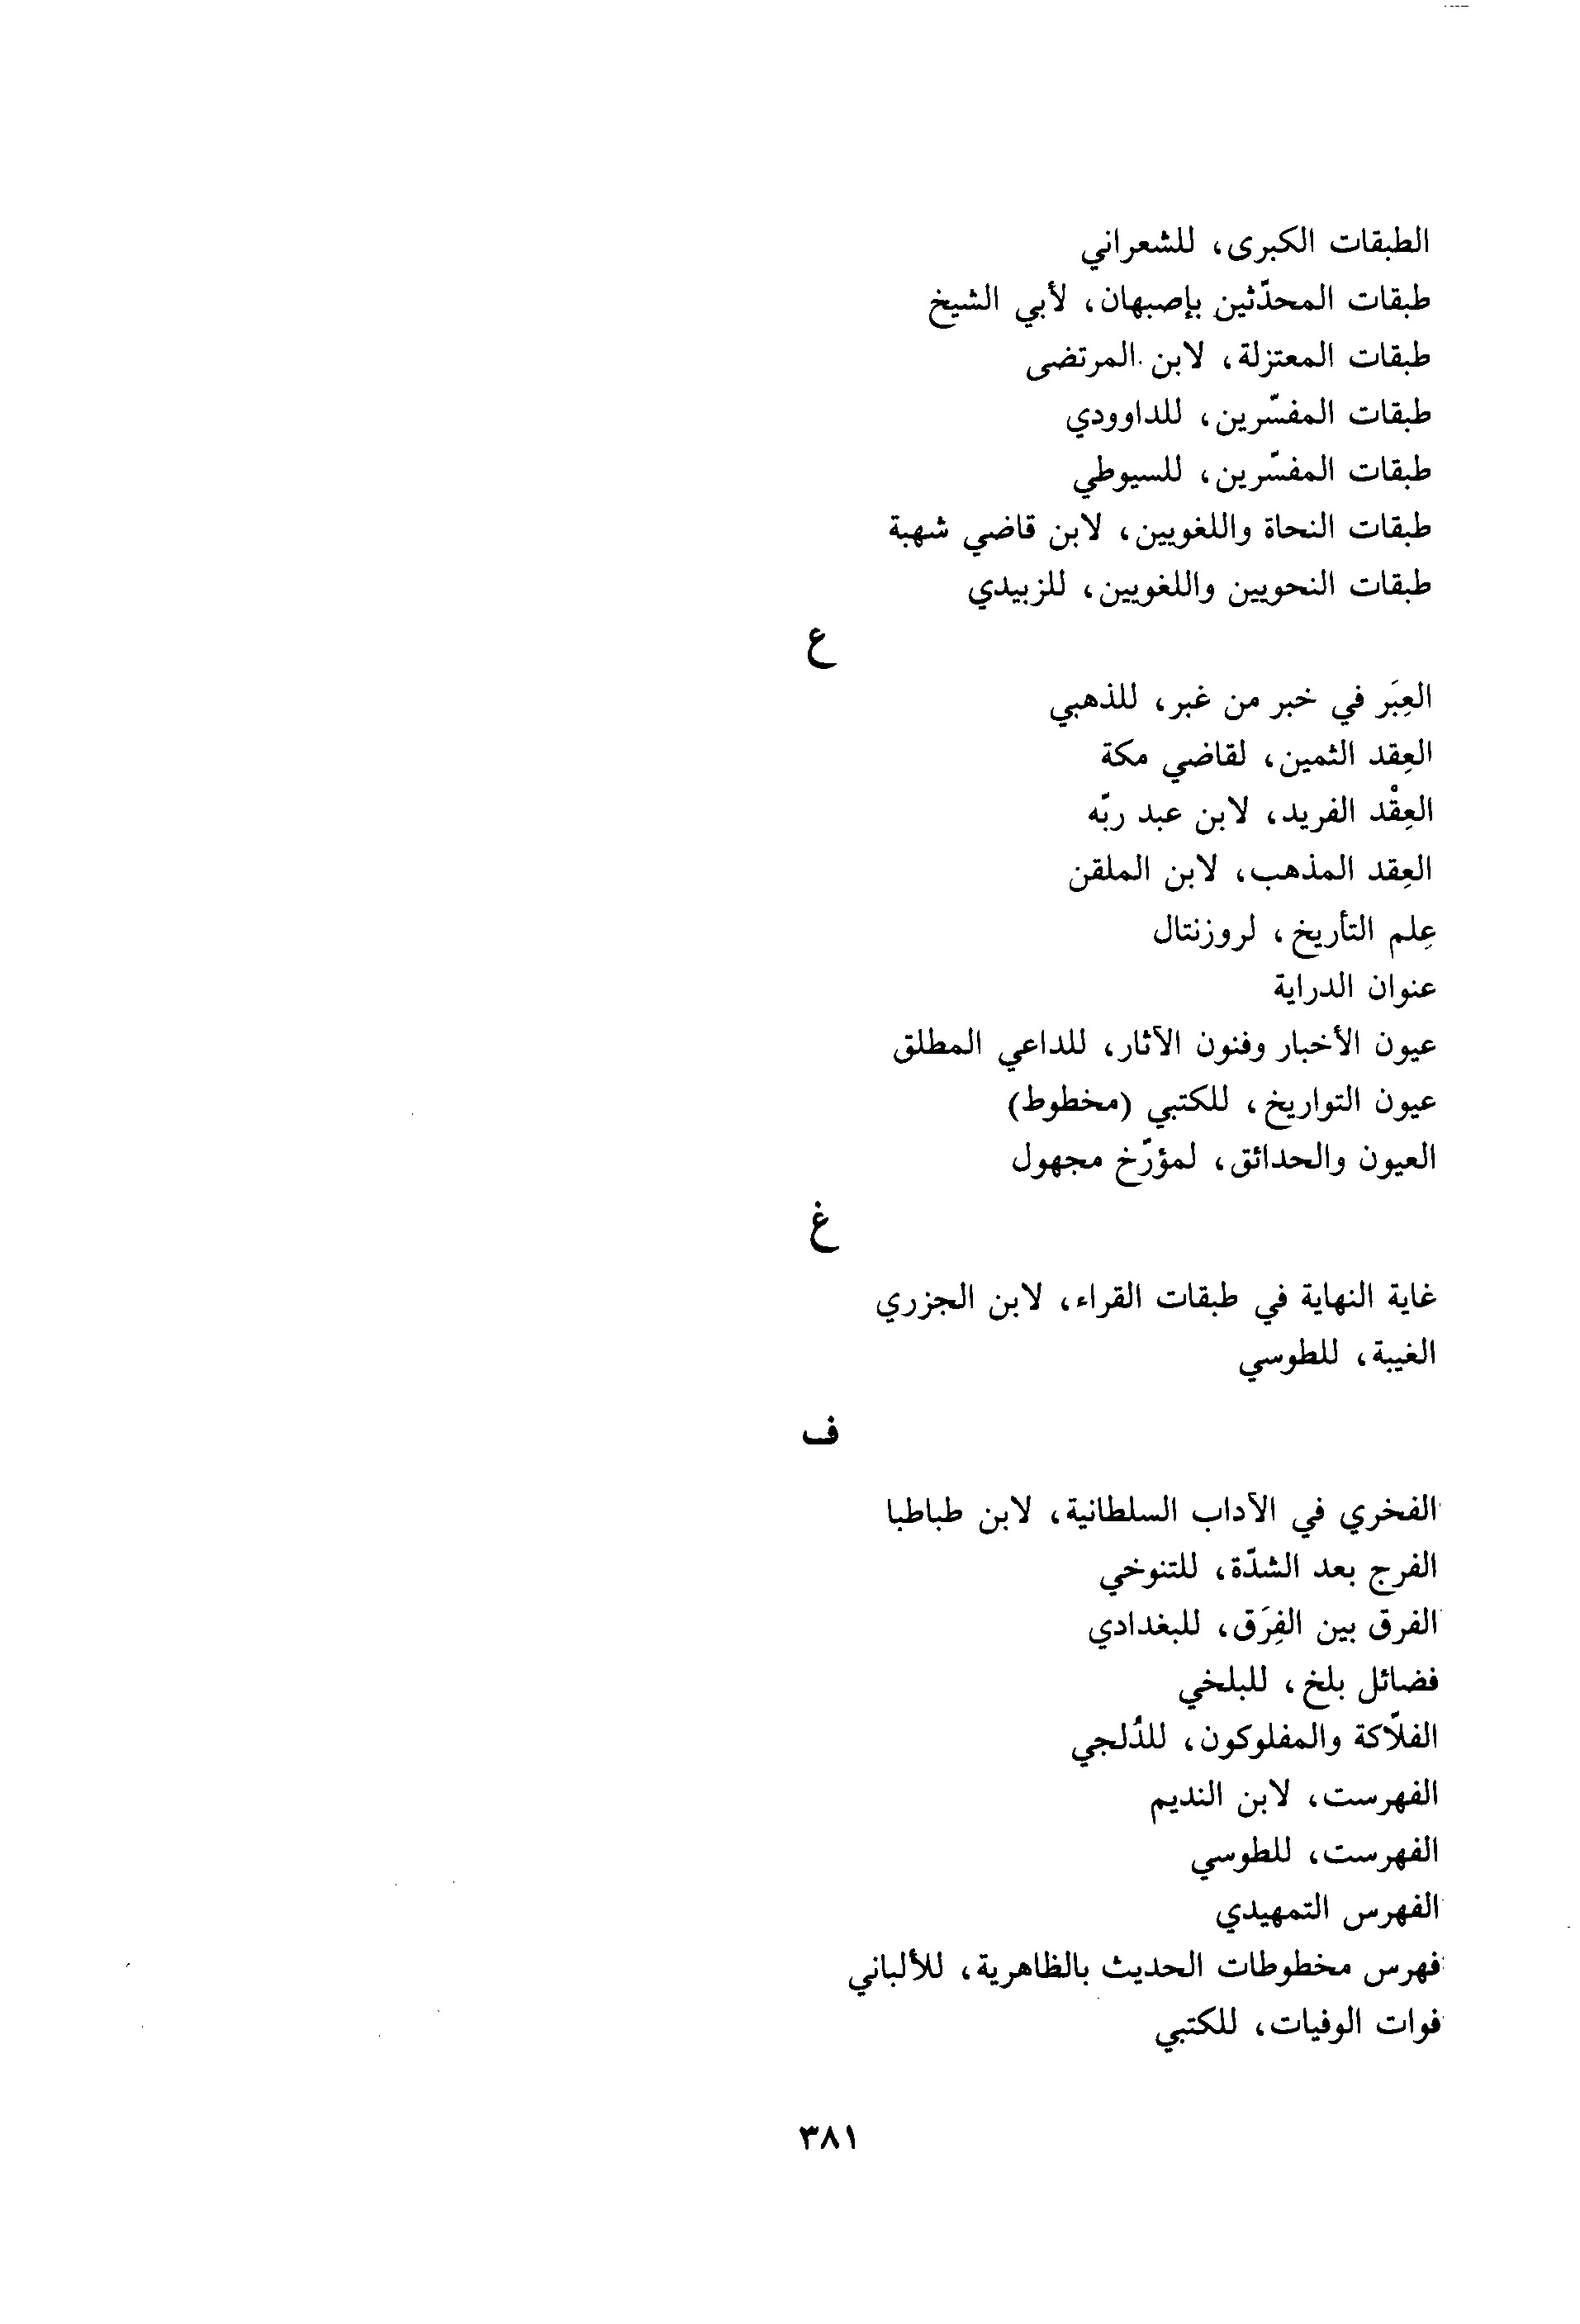 الطبقات الكبرى، للشعراني
طبقات المحدّثين بإصبهان، لأبي الشيخ
طبقات المعتزلة، لابن المرتضى
طبقات المفسّرين، للداوودي
طبقات المفسّرين، للسيوطي
طبقات النحاة واللغويين، لابن قاضي شهبة
طبقات النحويين واللغويين، للزبيدي
ع
العِبَر في خبر من غبر، للذهبي
العِقد الثمين، لقاضي مكة
العِقْد الفريد، لابن عبد ربّه
العِقد المذهب، لابن الملقن
عِلم التأريخ، لروزنتال
عنوان الدراية
عيون الأخبار وفنون الآثار، للداعي المطلق
عيون التواريخ، للكتبي (مخطوط)
العيون والحدائق، لمؤرّخ مجهول
غ
غاية النهاية في طبقات القراء، لابن الجزري
الغيبة، للطوسي
ف
الفخري في الآداب السلطانية، لابن طباطبا
الفرج بعد الشدّة، للتنوخي
الفرق بين الفِرَق، للبغدادي
فضائل بلخ، للبلخي
الفلاّكة والمفلوكون، للدُلجي
الفهرست، لابن النديم
الفهرست، للطوسي
الفهرس التمهيدي
فهرس مخطوطات الحديث بالظاهرية، للألباني
فوات الوفيات، للكتبي
٣٨١